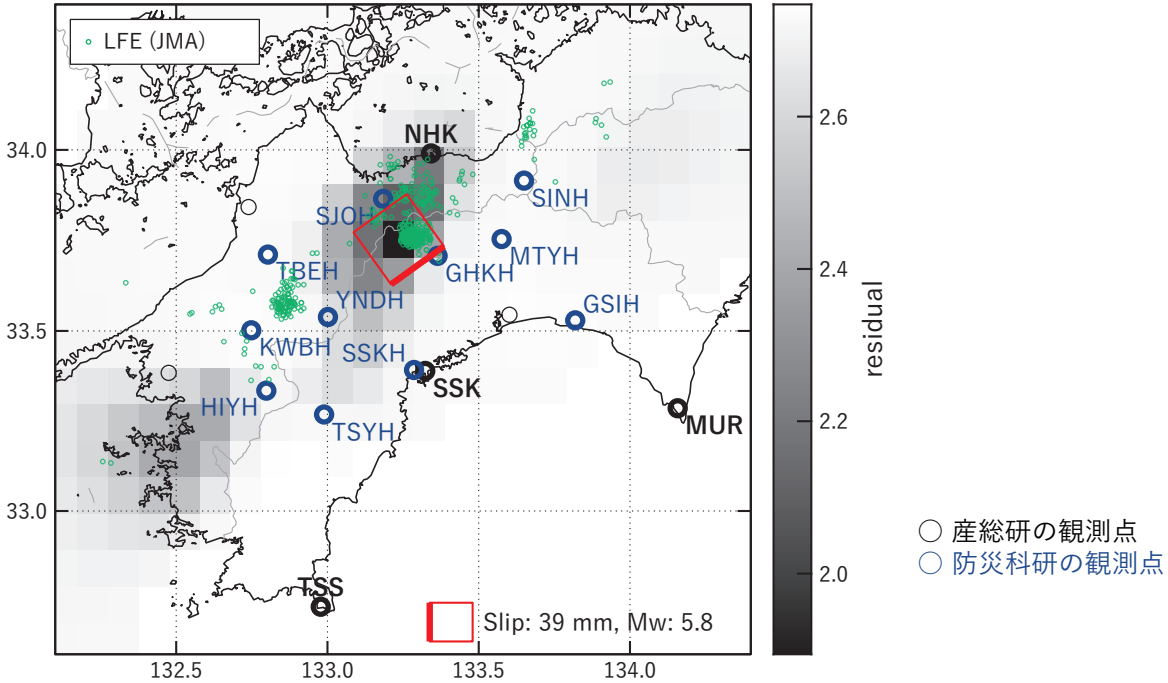 LFE (JMA)
NHK
34.0
SINH
SJOH
MTYH
GHKH
TBEH
YNDH
GSIH
33.5
KWBH
SSKH
SSK
HIYH
MUR
TSYH
33.0
TSS
Slip: 39 mm, Mw: 5.8
132.5
133.0
133.5
134.0
2.6
2.4
2.2
2.0
residual
産総研の観測点
防災科研の観測点